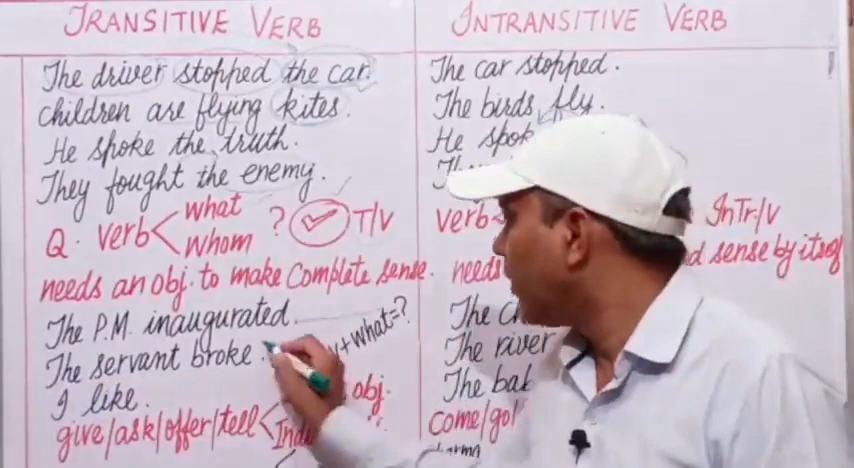 TRANSITIVE VERB
The driver stopped the car.
children are flying kites.
He spoke the truth.
They fought the enemy.
Q. verb < what whom ? ✓ T/V
needs an obj. to make Complete sense.
The P.M. inaugurated.
The servant broke. v+what=?
I like. obj.
give/ask/offer/tell <
INTRANSITIVE VERB
The car stopped.
The birds fly.
He spok
verb InTr/V
needs sense by itself
The
The river
The
come/go/